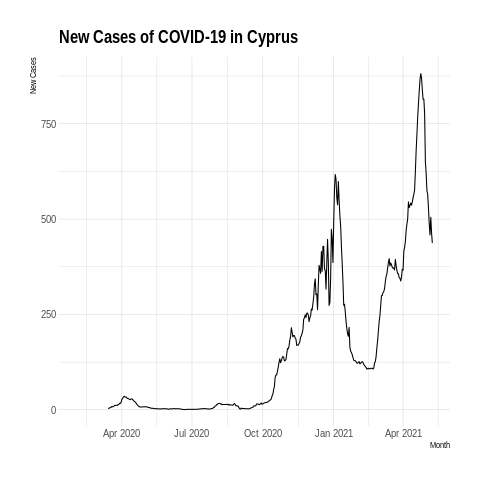 New Cases of COVID-19 in Cyprus
New Cases
750
500
250
0
Apr 2020 Jul 2020 Oct 2020 Jan 2021 Apr 2021
Month